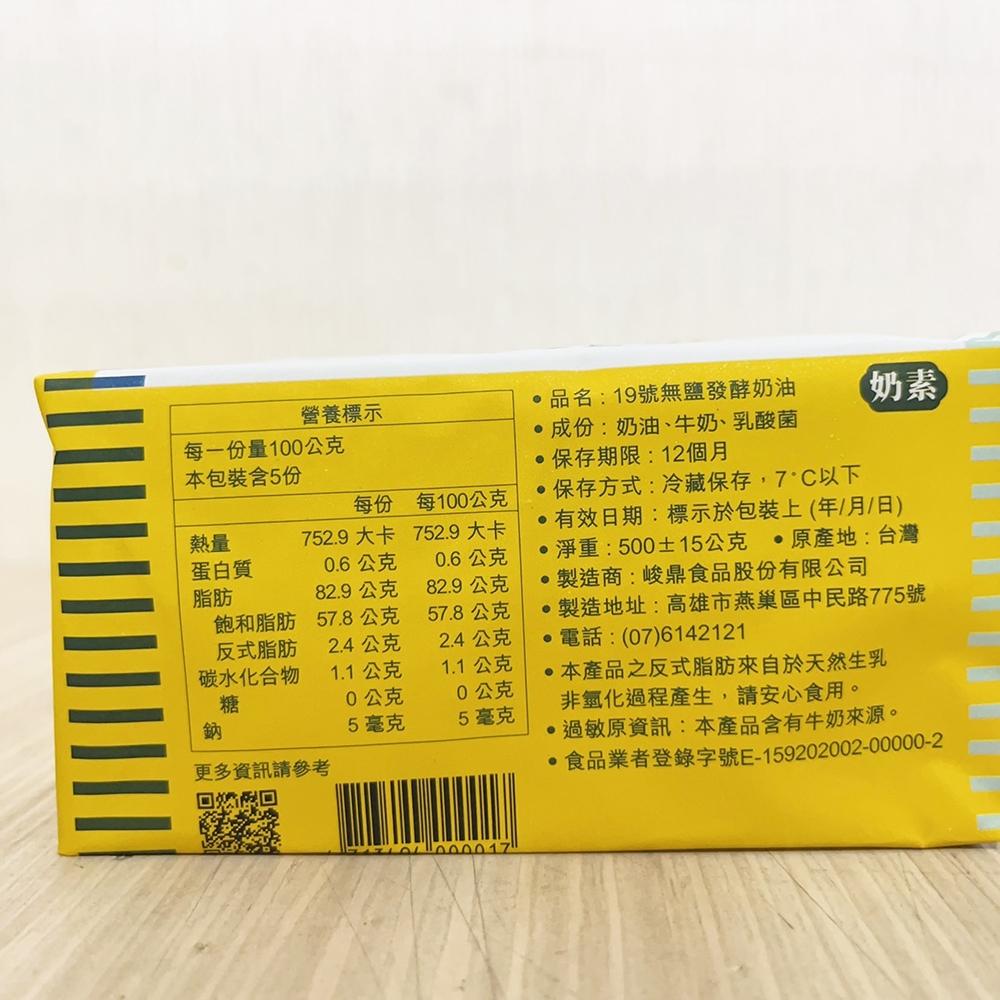 營養標示
每一份量100公克
本包裝含5份
每份 每100公克
熱量 752.9 大卡 752.9 大卡
蛋白質 0.6 公克 0.6 公克
脂肪 82.9 公克 82.9 公克
飽和脂肪 57.8 公克 57.8 公克
反式脂肪 2.4 公克 2.4 公克
碳水化合物 1.1 公克 1.1 公克
糖 0 公克 0 公克
鈉 5 毫克 5 毫克
更多資訊請參考
000017
奶素
• 品名:19號無鹽發酵奶油
• 成份:奶油、牛奶、乳酸菌
• 保存期限:12個月
• 保存方式:冷藏保存,7°C以下
• 有效日期:標示於包裝上 (年/月/日)
• 淨重:500±15公克 • 原產地:台灣
• 製造商:峻鼎食品股份有限公司
• 製造地址:高雄市燕巢區中民路775號
• 電話:(07)6142121
• 本產品之反式脂肪來自於天然生乳
非氫化過程產生,請安心食用。
• 過敏原資訊:本產品含有牛奶來源。
• 食品業者登錄字號E-159202002-00000-2